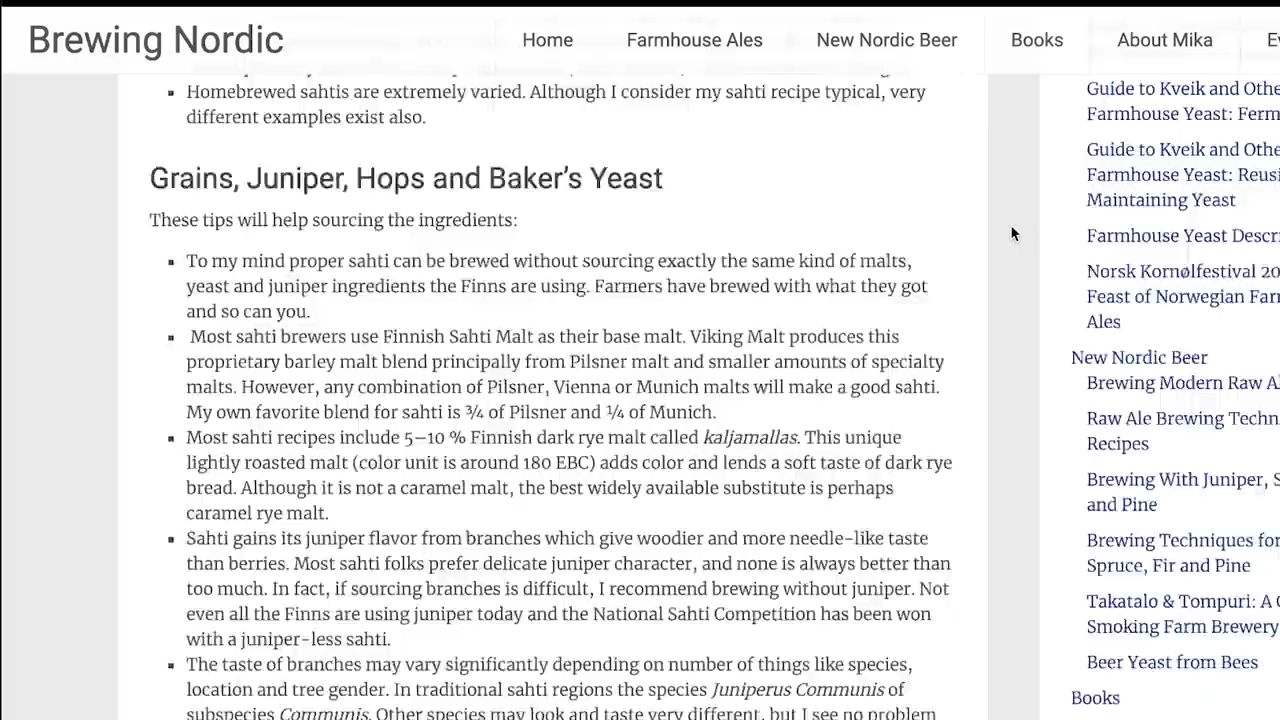 Brewing Nordic
Home
Farmhouse Ales
New Nordic Beer
Books
About Mika
Homebrewed sahtis are extremely varied. Although I consider my sahti recipe typical, very
different examples exist also.
Grains, Juniper, Hops and Baker's Yeast
These tips will help sourcing the ingredients:
To my mind proper sahti can be brewed without sourcing exactly the same kind of malts,
yeast and juniper ingredients the Finns are using. Farmers have brewed with what they got
and so can you.
Most sahti brewers use Finnish Sahti Malt as their base malt. Viking Malt produces this
proprietary barley malt blend principally from Pilsner malt and smaller amounts of specialty
malts. However, any combination of Pilsner, Vienna or Munich malts will make a good sahti.
My own favorite blend for sahti is ¾ of Pilsner and ¼ of Munich.
Most sahti recipes include 5–10 % Finnish dark rye malt called kaljamallas. This unique
lightly roasted malt (color unit is around 180 EBC) adds color and lends a soft taste of dark rye
bread. Although it is not a caramel malt, the best widely available substitute is perhaps
caramel rye malt.
Sahti gains its juniper flavor from branches which give woodier and more needle-like taste
than berries. Most sahti folks prefer delicate juniper character, and none is always better than
too much. In fact, if sourcing branches is difficult, I recommend brewing without juniper. Not
even all the Finns are using juniper today and the National Sahti Competition has been won
with a juniper-less sahti.
The taste of branches may vary significantly depending on number of things like species,
location and tree gender. In traditional sahti regions the species Juniperus Communis of
subspecies Communis. Other species may look and taste very different, but I see no problem
Guide to Kveik and Othe
Farmhouse Yeast: Ferm
Guide to Kveik and Othe
Farmhouse Yeast: Reusi
Maintaining Yeast
Farmhouse Yeast Descri
Norsk Kornølfestival 20
Feast of Norwegian Farm
Ales
New Nordic Beer
Brewing Modern Raw Al
Raw Ale Brewing Techn
Recipes
Brewing With Juniper, S
and Pine
Brewing Techniques for
Spruce, Fir and Pine
Takatalo & Tompuri: A
Smoking Farm Brewery
Beer Yeast from Bees
Books